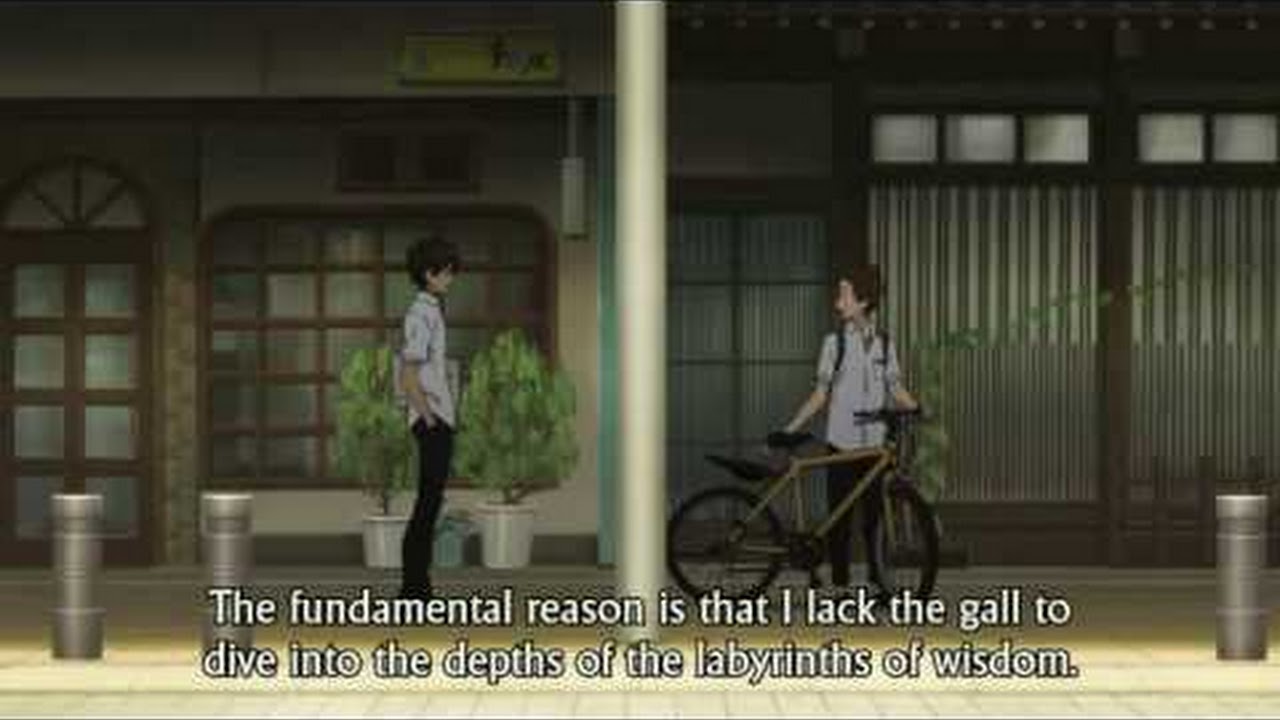 The fundamental reason is that I lack the gall to
dive into the depths of the labyrinths of wisdom.